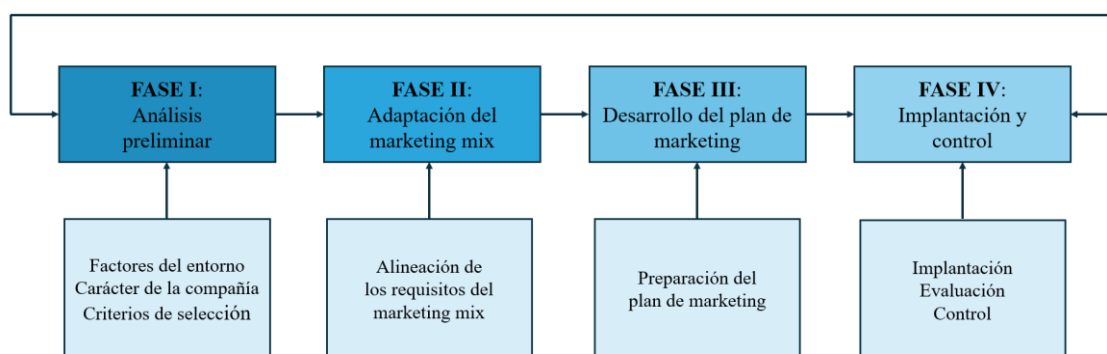 FASE I:
Análisis
preliminar
FASE II:
Adaptación del
marketing mix
FASE III:
Desarrollo del plan de
marketing
FASE IV:
Implantación y
control
Factores del entorno
Carácter de la compañía
Criterios de selección
Alineación de
los requisitos del
marketing mix
Preparación del
plan de marketing
Implantación
Evaluación
Control